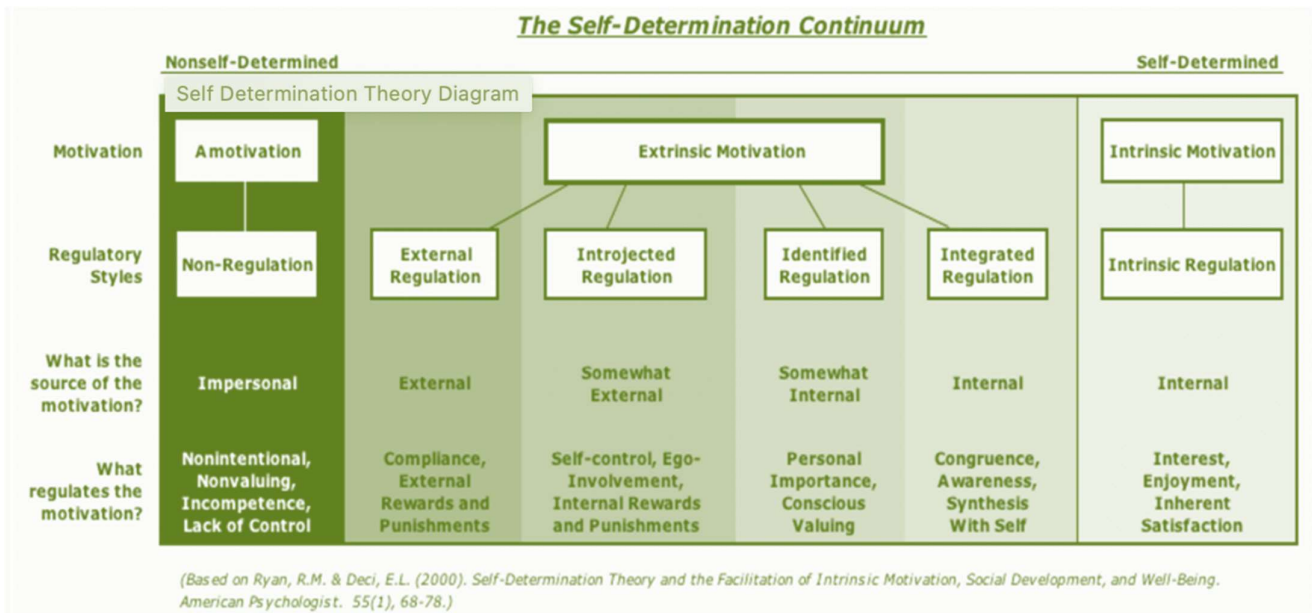 The Self-Determination Continuum
Nonself-Determined
Self-Determined
Self Determination Theory Diagram
Motivation
Amotivation
Extrinsic Motivation
Intrinsic Motivation
Regulatory
Styles
Non-Regulation
External
Regulation
Introjected
Regulation
Identified
Regulation
Integrated
Regulation
Intrinsic Regulation
What is the
source of the
motivation?
Impersonal
External
Somewhat
External
Somewhat
Internal
Internal
Internal
What
regulates the
motivation?
Nonintentional,
Nonvaluing,
Incompetence,
Lack of Control
Compliance,
External
Rewards and
Punishments
Self-control, Ego-
Involvement,
Internal Rewards
and Punishments
Personal
Importance,
Conscious
Valuing
Congruence,
Awareness,
Synthesis
With Self
Interest,
Enjoyment,
Inherent
Satisfaction
(Based on Ryan, R.M. & Deci, E.L. (2000). Self-Determination Theory and the Facilitation of Intrinsic Motivation, Social Development, and Well-Being.
American Psychologist. 55(1), 68-78.)